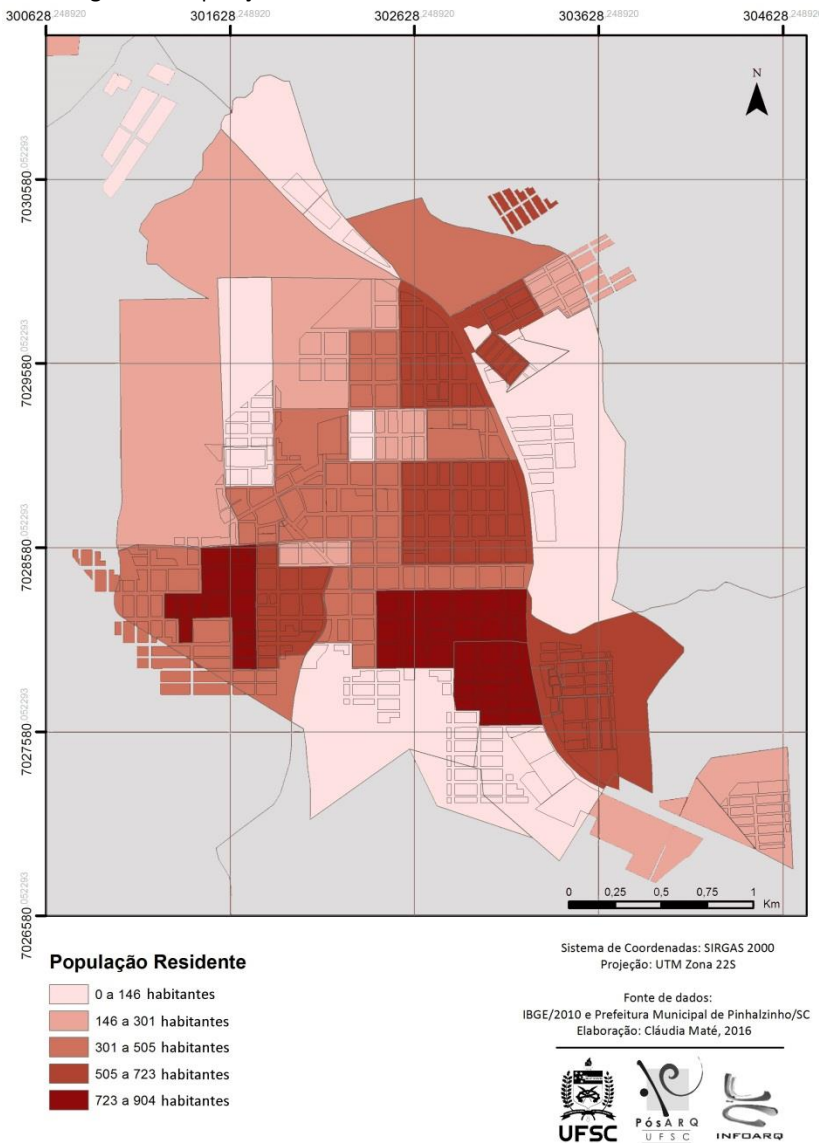 300628,248920 301628,248920 302628,248920 303628,248920 304628,248920
N
7030580,052293
7029580,052293
7028580,052293
7027580,052293
7026580,052293
0 0,25 0,5 0,75 1
Km
População Residente
0 a 146 habitantes
146 a 301 habitantes
301 a 505 habitantes
505 a 723 habitantes
723 a 904 habitantes
Sistema de Coordenadas: SIRGAS 2000
Projeção: UTM Zona 22S
Fonte de dados:
IBGE/2010 e Prefeitura Municipal de Pinhalzinho/SC
Elaboração: Cláudia Maté, 2016
UFSC
PósARQ
UFSC
INFOARQ